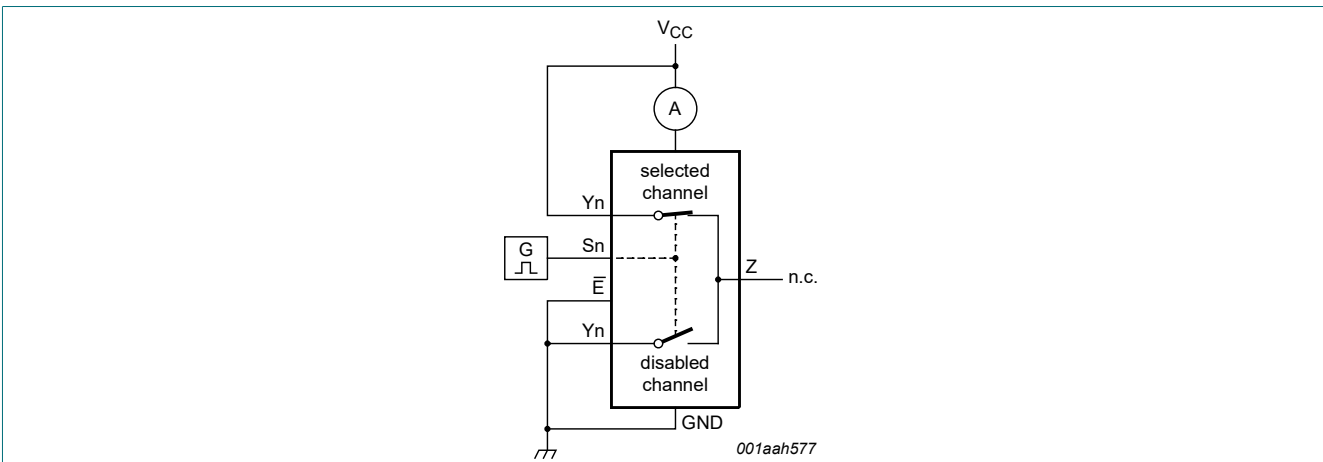 VCC
A
selected
channel
Yn
G
Sn
E̅
Z
n.c.
Yn
disabled
channel
GND
001aah577